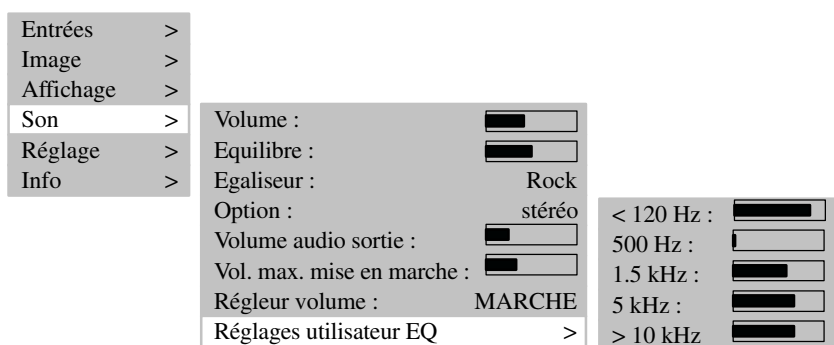 Entrées >
Image >
Affichage >
Son >
Réglage >
Info >
Volume :
Equilibre :
Egaliseur : Rock
Option : stéréo
Volume audio sortie :
Vol. max. mise en marche :
Régleur volume : MARCHE
Réglages utilisateur EQ >
< 120 Hz :
500 Hz :
1.5 kHz :
5 kHz :
> 10 kHz